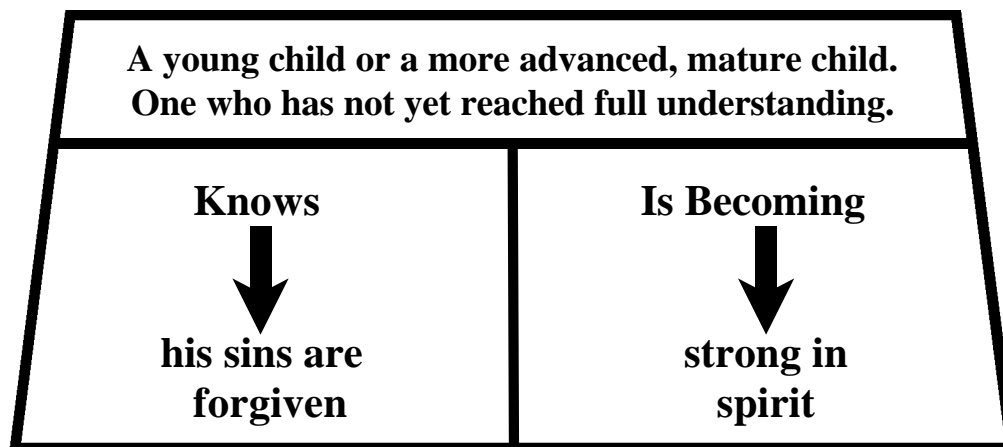 A young child or a more advanced, mature child.
One who has not yet reached full understanding.
Knows
his sins are
forgiven
Is Becoming
strong in
spirit